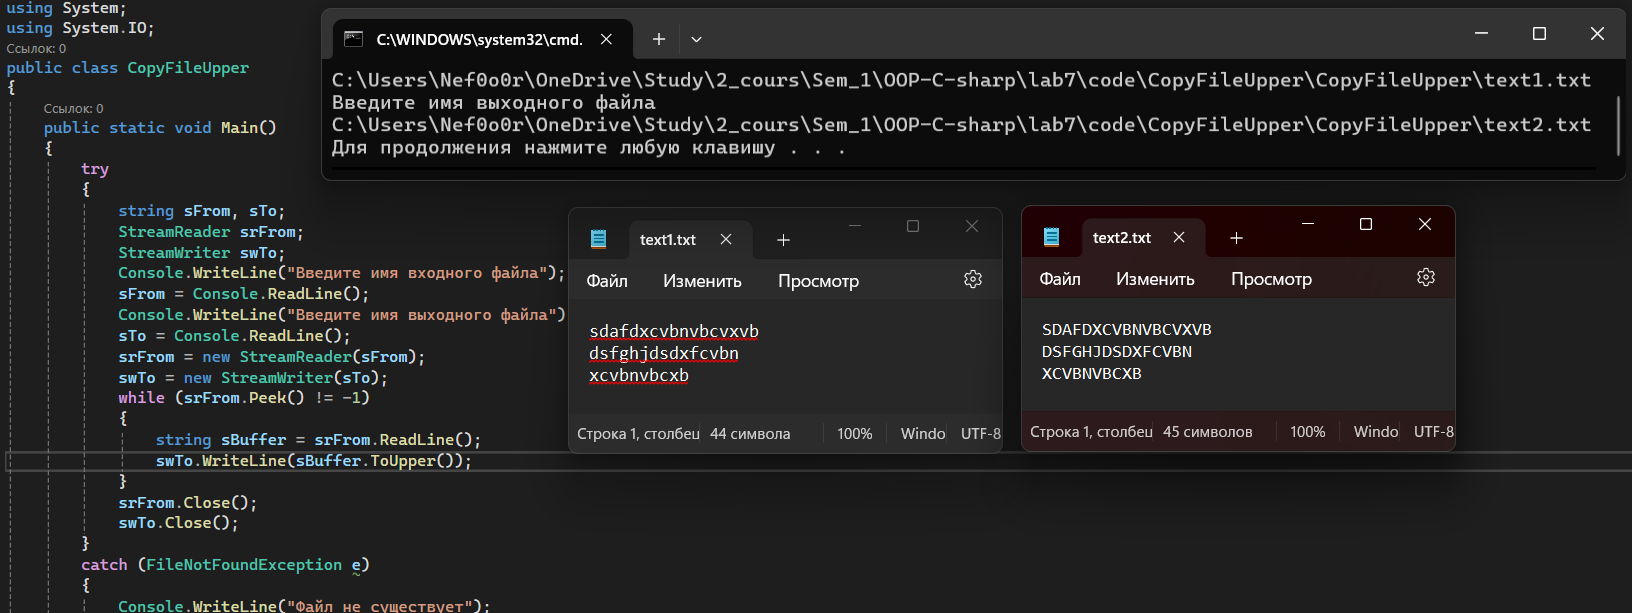 using System;
using System.IO;
Ссылок: 0
public class CopyFileUpper
{
Ссылок: 0
public static void Main()
{
try
{
string sFrom, sTo;
StreamReader srFrom;
StreamWriter swTo;
Console.WriteLine("Введите имя входного файла");
sFrom = Console.ReadLine();
Console.WriteLine("Введите имя выходного файла")
sTo = Console.ReadLine();
srFrom = new StreamReader(sFrom);
swTo = new StreamWriter(sTo);
while (srFrom.Peek() != -1)
{
string sBuffer = srFrom.ReadLine();
swTo.WriteLine(sBuffer.ToUpper());
}
srFrom.Close();
swTo.Close();
}
catch (FileNotFoundException e)
{
Console.WriteLine("Файл не существует");
C:\WINDOWS\system32\cmd.
C:\Users\Nef0o0r\OneDrive\Study\2_cours\Sem_1\OOP-C-sharp\lab7\code\CopyFileUpper\CopyFileUpper\text1.txt
Введите имя выходного файла
C:\Users\Nef0o0r\OneDrive\Study\2_cours\Sem_1\OOP-C-sharp\lab7\code\CopyFileUpper\CopyFileUpper\text2.txt
Для продолжения нажмите любую клавишу . . .
text1.txt
Файл Изменить Просмотр
sdafdxcvbnvbcvxvb
dsfghjdsdxfcvbn
xcvbnvbcxb
Строка 1, столбец 44 символа 100% Windo UTF-8
text2.txt
Файл Изменить Просмотр
SDAFDXCVBNVBCVXVB
DSFGHJDSDXFCVBN
XCVBNVBCXB
Строка 1, столбец 45 символов 100% Windo UTF-8